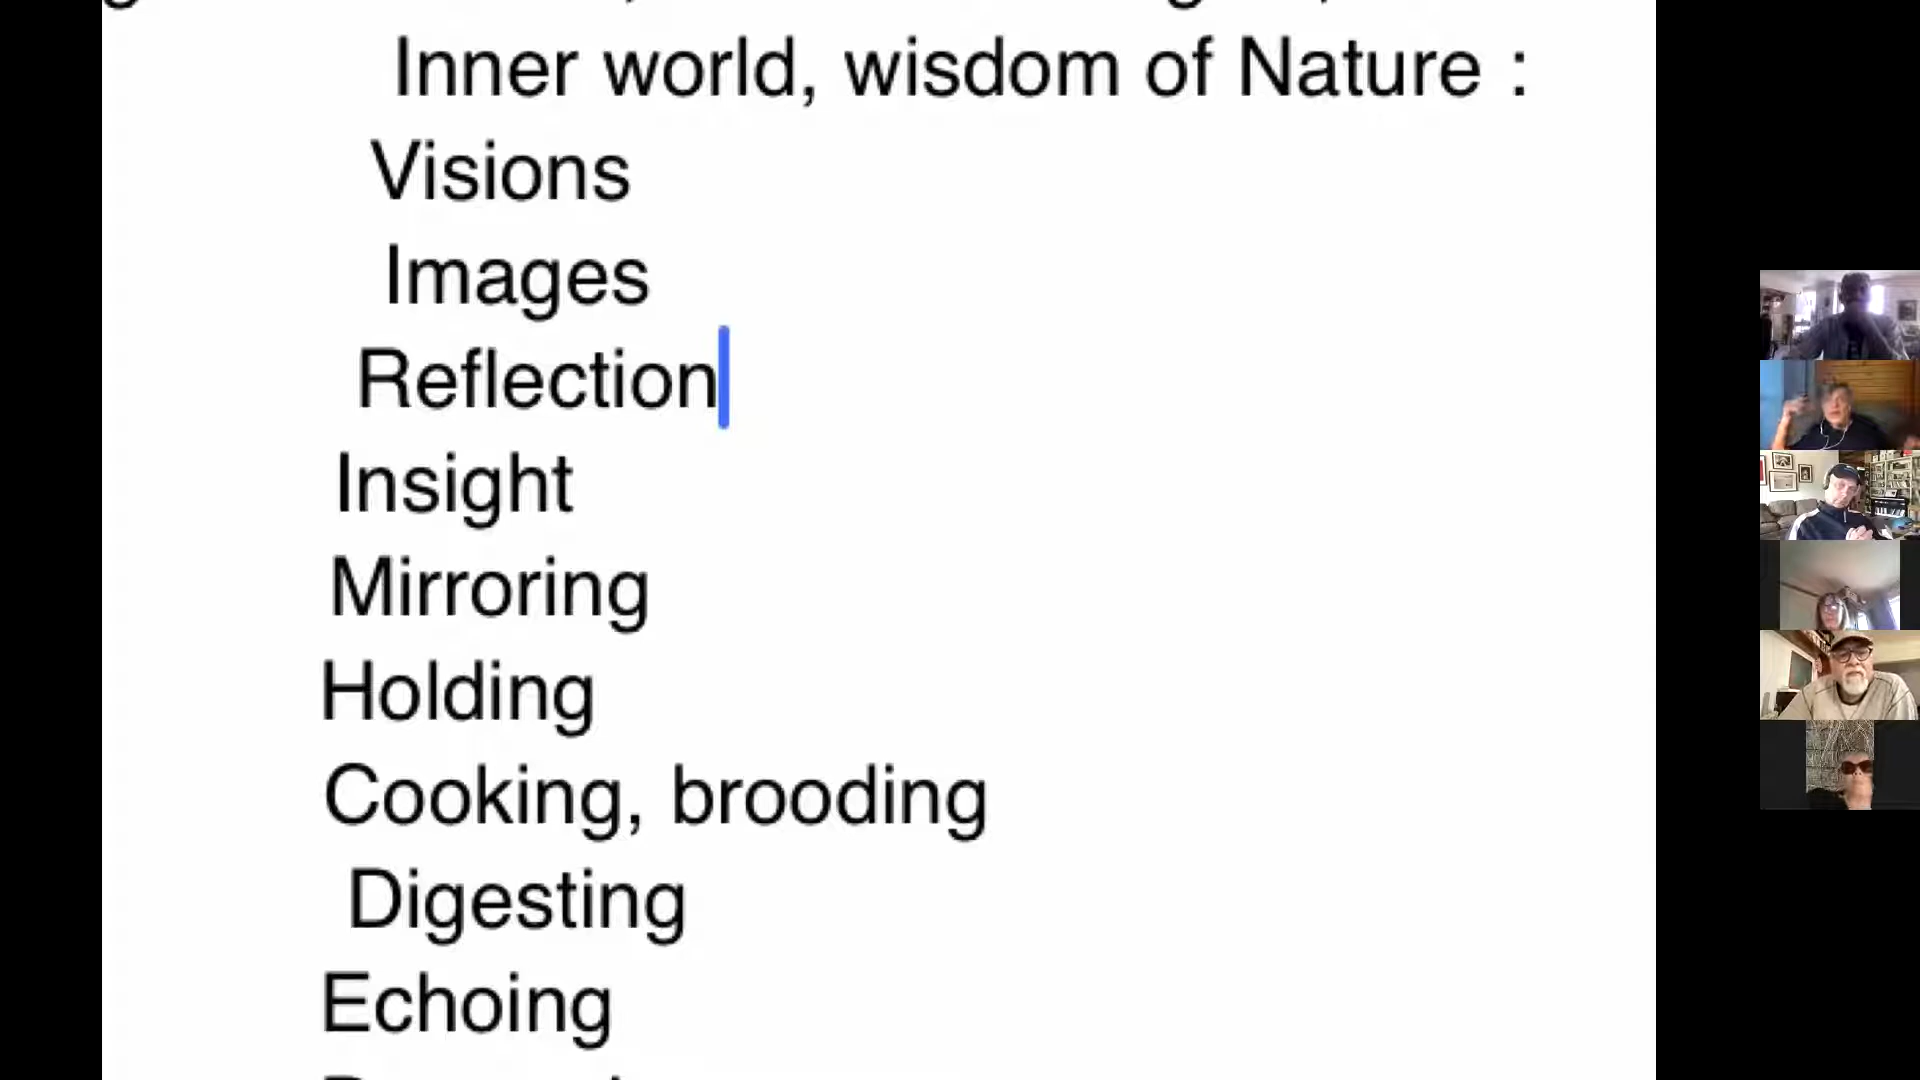 Inner world, wisdom of Nature :
Visions
Images
Reflection
Insight
Mirroring
Holding
Cooking, brooding
Digesting
Echoing